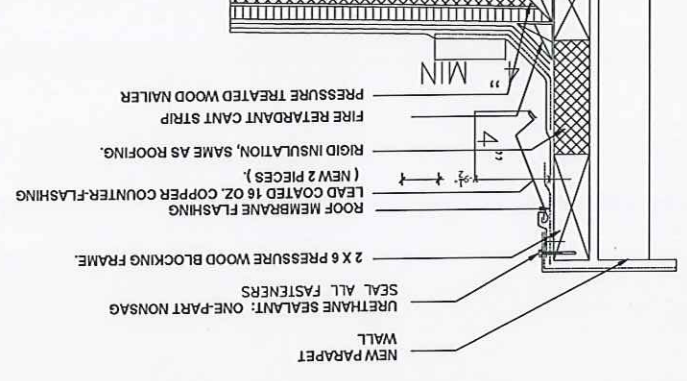 NEW PARAPET
WALL
URETHANE SEALANT: ONE-PART NONSAG
SEAL ALL FASTENERS
2 X 6 PRESSURE WOOD BLOCKING FRAME.
ROOF MEMBRANE FLASHING
LEAD COATED 16 OZ. COPPER COUNTER-FLASHING
( NEW 2 PIECES ).
RIGID INSULATION, SAME AS ROOFING.
FIRE RETARDANT CANT STRIP
PRESSURE TREATED WOOD NAILER
4"
4" MIN